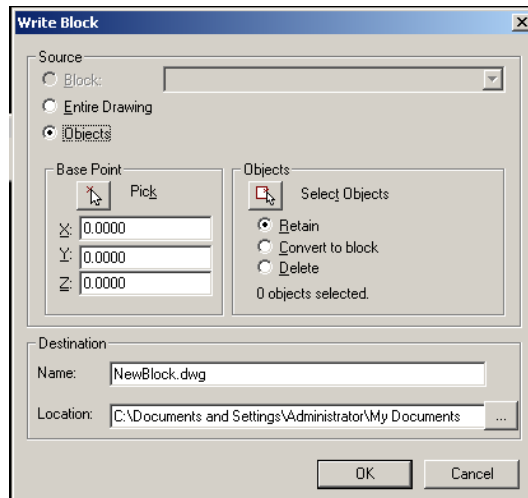 Write Block
Source
Block:
Entire Drawing
Objects
Base Point
Pick
X: 0.0000
Y: 0.0000
Z: 0.0000
Objects
Select Objects
Retain
Convert to block
Delete
0 objects selected.
Destination
Name: NewBlock.dwg
Location: C:\Documents and Settings\Administrator\My Documents ...
OK Cancel